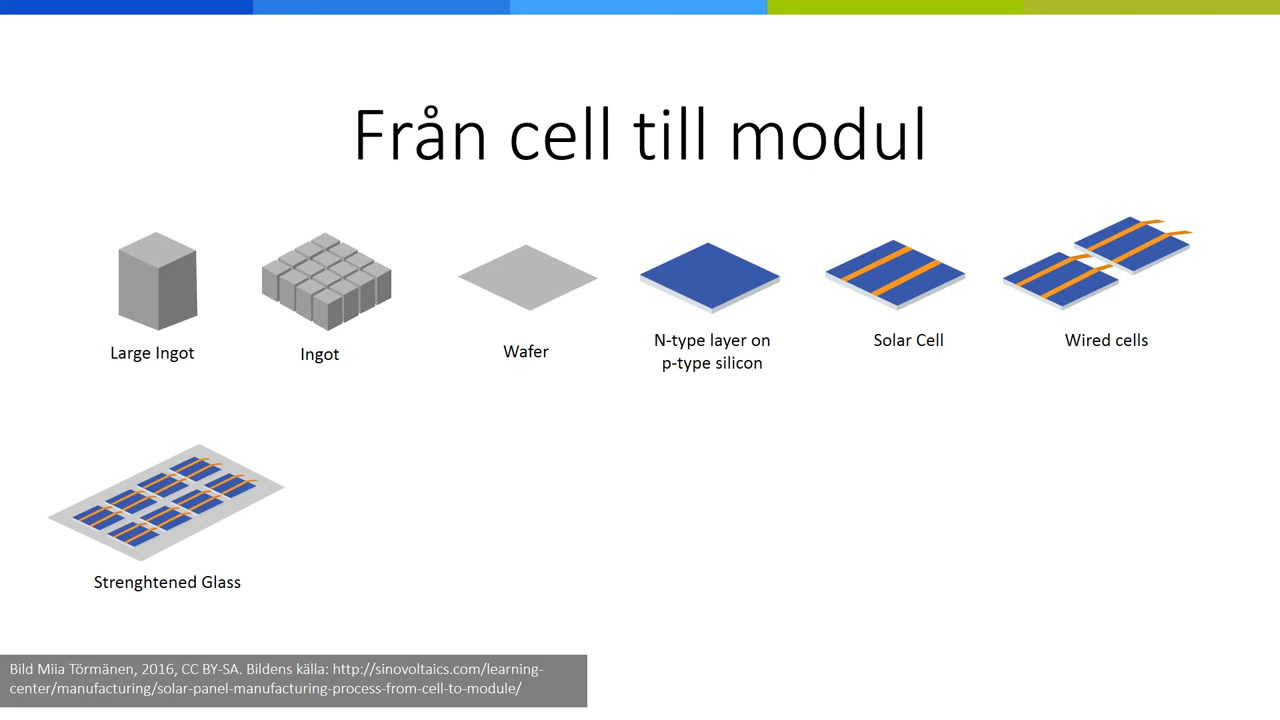 Från cell till modul
Large Ingot
Ingot
Wafer
N-type layer on
p-type silicon
Solar Cell
Wired cells
Strenghtened Glass
Bild Miia Törmänen, 2016, CC BY-SA. Bildens källa: http://sinovoltaics.com/learning-
center/manufacturing/solar-panel-manufacturing-process-from-cell-to-module/